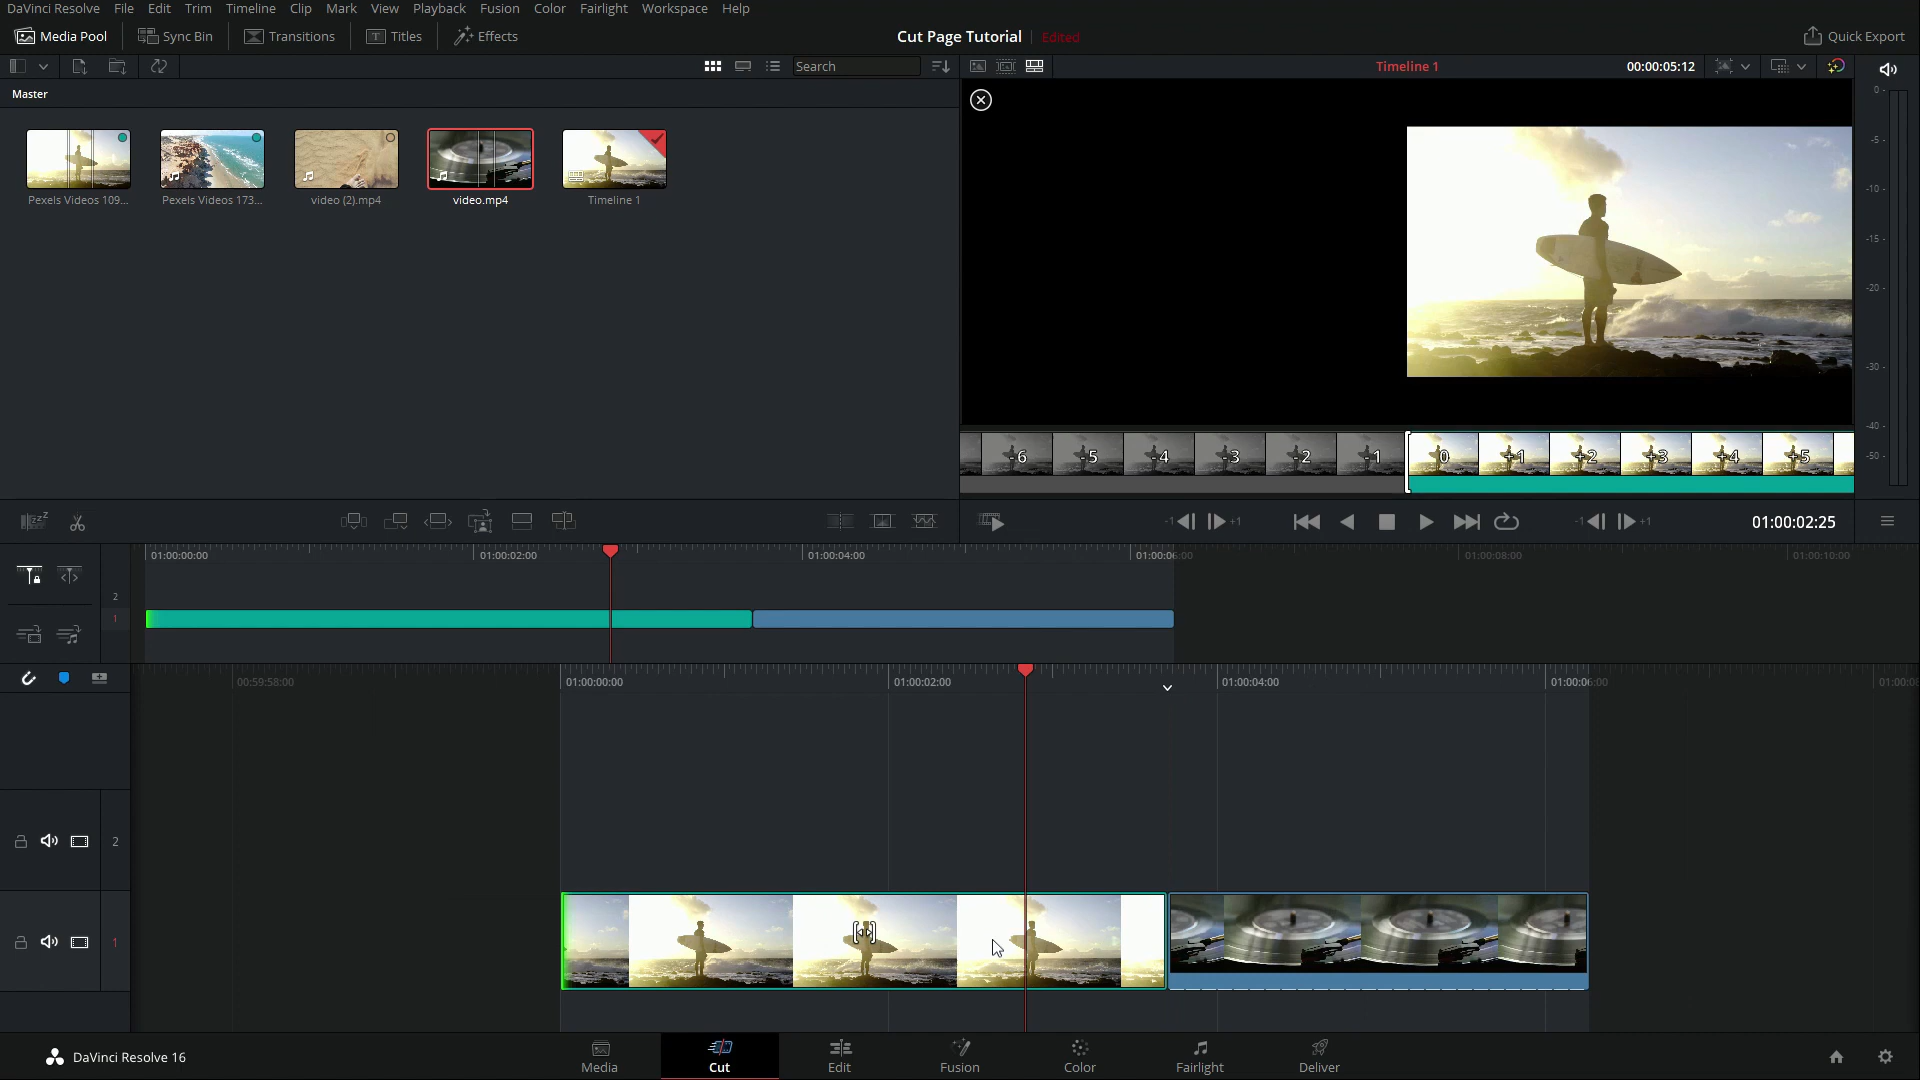 DaVinci Resolve File Edit Trim Timeline Clip Mark View Playback Fusion Color Fairlight Workspace Help
Media Pool Sync Bin Transitions Titles Effects Cut Page Tutorial Edited Quick Export
Search Timeline 1 00:00:05:12
Master
Pexels Videos 109... Pexels Videos 173... video (2).mp4 video.mp4 Timeline 1
0 -5 -10 -15 -20 -30 -40 -50
-6 -5 -4 -3 -2 -1 0 +1 +2 +3 +4 +5
-1 +1 -1 +1 01:00:02:25
01:00:00:00 01:00:02:00 01:00:04:00 01:00:06:00 01:00:08:00 01:00:10:00
2
1
00:59:58:00 01:00:00:00 01:00:02:00 01:00:04:00 01:00:06:00
2
1
DaVinci Resolve 16 Media Cut Edit Fusion Color Fairlight Deliver